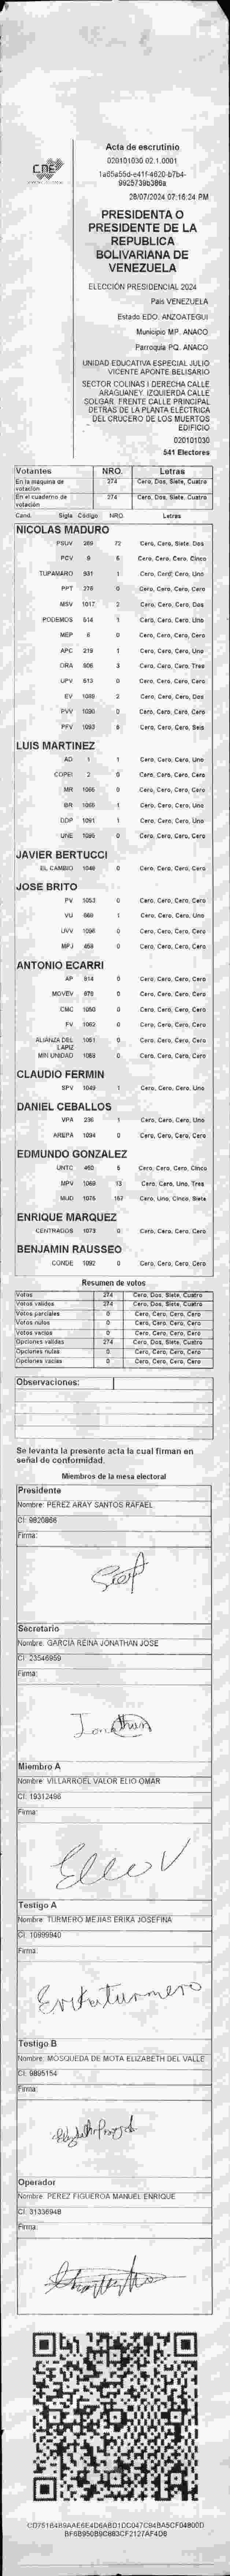 CNE
Acta de escrutinio
020101030.02.1.0001
28/07/2024 07:16:24 PM
PRESIDENTA O
PRESIDENTE DE LA
REPUBLICA
BOLIVARIANA DE
VENEZUELA
ELECCIÓN PRESIDENCIAL 2024
País VENEZUELA
Estado EDO. ANZOATEGUI
Municipio MP. ANACO
Parroquia PQ. ANACO
UNIDAD EDUCATIVA ESPECIAL JULIO
VICENTE APONTE BELISARIO
SECTOR COLINAS I DERECHA CALLE
ARAGUANEY. IZQUIERDA CALLE
SOLGAR. FRENTE CALLE PRINCIPAL
DETRAS DE LA PLANTA ELÉCTRICA
DEL CRUCERO DE LOS MUERTOS
EDIFICIO
020101030
541 Electores
Votantes NRO. Letras
En la maquina de votacion 274 Cero, Dos, Siete, Cuatro
En el cuaderno de votación 274 Cero, Dos, Siete, Cuatro
Cand. Sigla Código NRO. Letras
NICOLAS MADURO
PSUV 269 72 Cero, Cero, Siete, Dos
PCV 9 5 Cero, Cero, Cero, Cinco
TUPAMARO 931 1 Cero, Cero, Cero, Uno
PPT 275 0 Cero, Cero, Cero, Cero
MSV 1017 2 Cero, Cero, Cero, Dos
PODEMOS 514 1 Cero, Cero, Cero, Uno
MEP 6 0 Cero, Cero, Cero, Cero
APC 219 1 Cero, Cero, Cero, Uno
ORA 506 3 Cero, Cero, Cero, Tres
UPV 613 0 Cero, Cero, Cero, Cero
EV 1088 2 Cero, Cero, Cero, Dos
PVV 1090 0 Cero, Cero, Cero, Cero
PFV 1093 6 Cero, Cero, Cero, Seis
LUIS MARTINEZ
AD 1 1 Cero, Cero, Cero, Uno
COPEI 2 0 Cero, Cero, Cero, Cero
MR 1066 0 Cero, Cero, Cero, Cero
BR 1068 1 Cero, Cero, Cero, Uno
DDP 1091 1 Cero, Cero, Cero, Uno
UNE 1095 0 Cero, Cero, Cero, Cero
JAVIER BERTUCCI
EL CAMBIO 1049 0 Cero, Cero, Cero, Cero
JOSE BRITO
PV 1053 0 Cero, Cero, Cero, Cero
VU 669 1 Cero, Cero, Cero, Uno
UVV 1096 0 Cero, Cero, Cero, Cero
MPJ 459 0 Cero, Cero, Cero, Cero
ANTONIO ECARRI
AP 914 0 Cero, Cero, Cero, Cero
MOVEV 879 0 Cero, Cero, Cero, Cero
CMC 1050 0 Cero, Cero, Cero, Cero
FV 1062 0 Cero, Cero, Cero, Cero
ALIANZA DEL LAPIZ 1051 0 Cero, Cero, Cero, Cero
MIN UNIDAD 1083 0 Cero, Cero, Cero, Cero
CLAUDIO FERMIN
SPV 1049 1 Cero, Cero, Cero, Uno
DANIEL CEBALLOS
VPA 236 1 Cero, Cero, Cero, Uno
AREPA 1094 0 Cero, Cero, Cero, Cero
EDMUNDO GONZALEZ
UNTC 460 5 Cero, Cero, Cero, Cinco
MPV 1069 13 Cero, Cero, Uno, Tres
MUD 1075 157 Cero, Uno, Cinco, Siete
ENRIQUE MARQUEZ
CENTRADOS 1073 0 Cero, Cero, Cero, Cero
BENJAMIN RAUSSEO
CONDE 1092 0 Cero, Cero, Cero, Cero
Resumen de votos
Votos 274 Cero, Dos, Siete, Cuatro
Votos validos 274 Cero, Dos, Siete, Cuatro
Votos parciales 0 Cero, Cero, Cero, Cero
Votos nulos 0 Cero, Cero, Cero, Cero
Votos vacios 0 Cero, Cero, Cero, Cero
Opciones validas 274 Cero, Dos, Siete, Cuatro
Opciones nulas 0 Cero, Cero, Cero, Cero
Opciones vacias 0 Cero, Cero, Cero, Cero
Observaciones:
Se levanta la presente acta la cual firman en
señal de conformidad.
Miembros de la mesa electoral
Presidente
Nombre: PEREZ ARAY SANTOS RAFAEL
CI: 9820866
Firma:
Secretario
Nombre: GARCIA REINA JONATHAN JOSE
CI: 23546959
Firma:
Jonathan
Miembro A
Nombre: VILLARROEL VALOR ELIO OMAR
CI: 19312496
Firma:
Elio V
Testigo A
Nombre: TURMERO MEJIAS ERIKA JOSEFINA
CI: 10999940
Firma:
Erika turmero
Testigo B
Nombre: MOSQUEDA DE MOTA ELIZABETH DEL VALLE
CI: 9895154
Firma:
Operador
Nombre: PEREZ FIGUEROA MANUEL ENRIQUE
CI: 31336948
Firma: